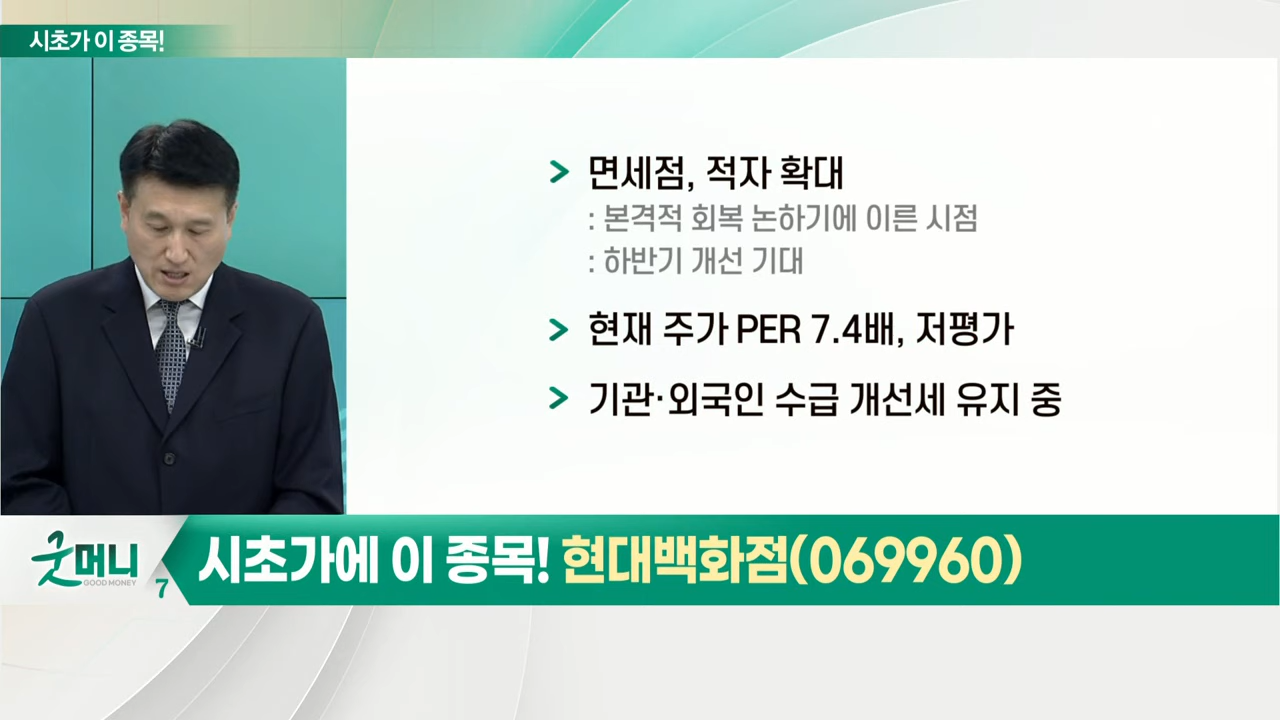 시초가 이 종목!
> 면세점, 적자 확대
: 본격적 회복 논하기에 이른 시점
: 하반기 개선 기대
> 현재 주가 PER 7.4배, 저평가
> 기관·외국인 수급 개선세 유지 중
굿머니
GOOD MONEY
7
시초가에 이 종목! 현대백화점(069960)